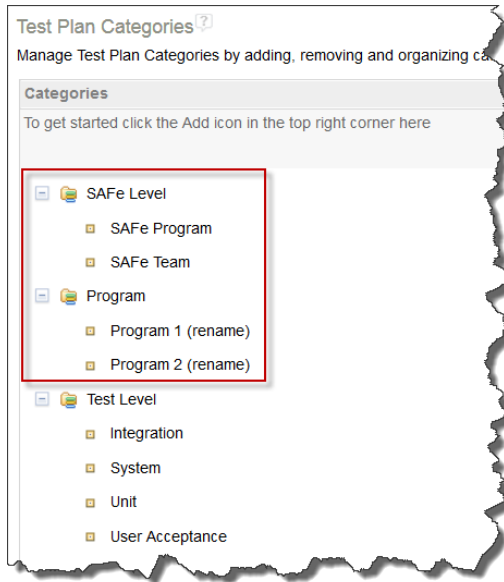 Test Plan Categories ?
Manage Test Plan Categories by adding, removing and organizing
Categories
To get started click the Add icon in the top right corner here
SAFe Level
SAFe Program
SAFe Team
Program
Program 1 (rename)
Program 2 (rename)
Test Level
Integration
System
Unit
User Acceptance